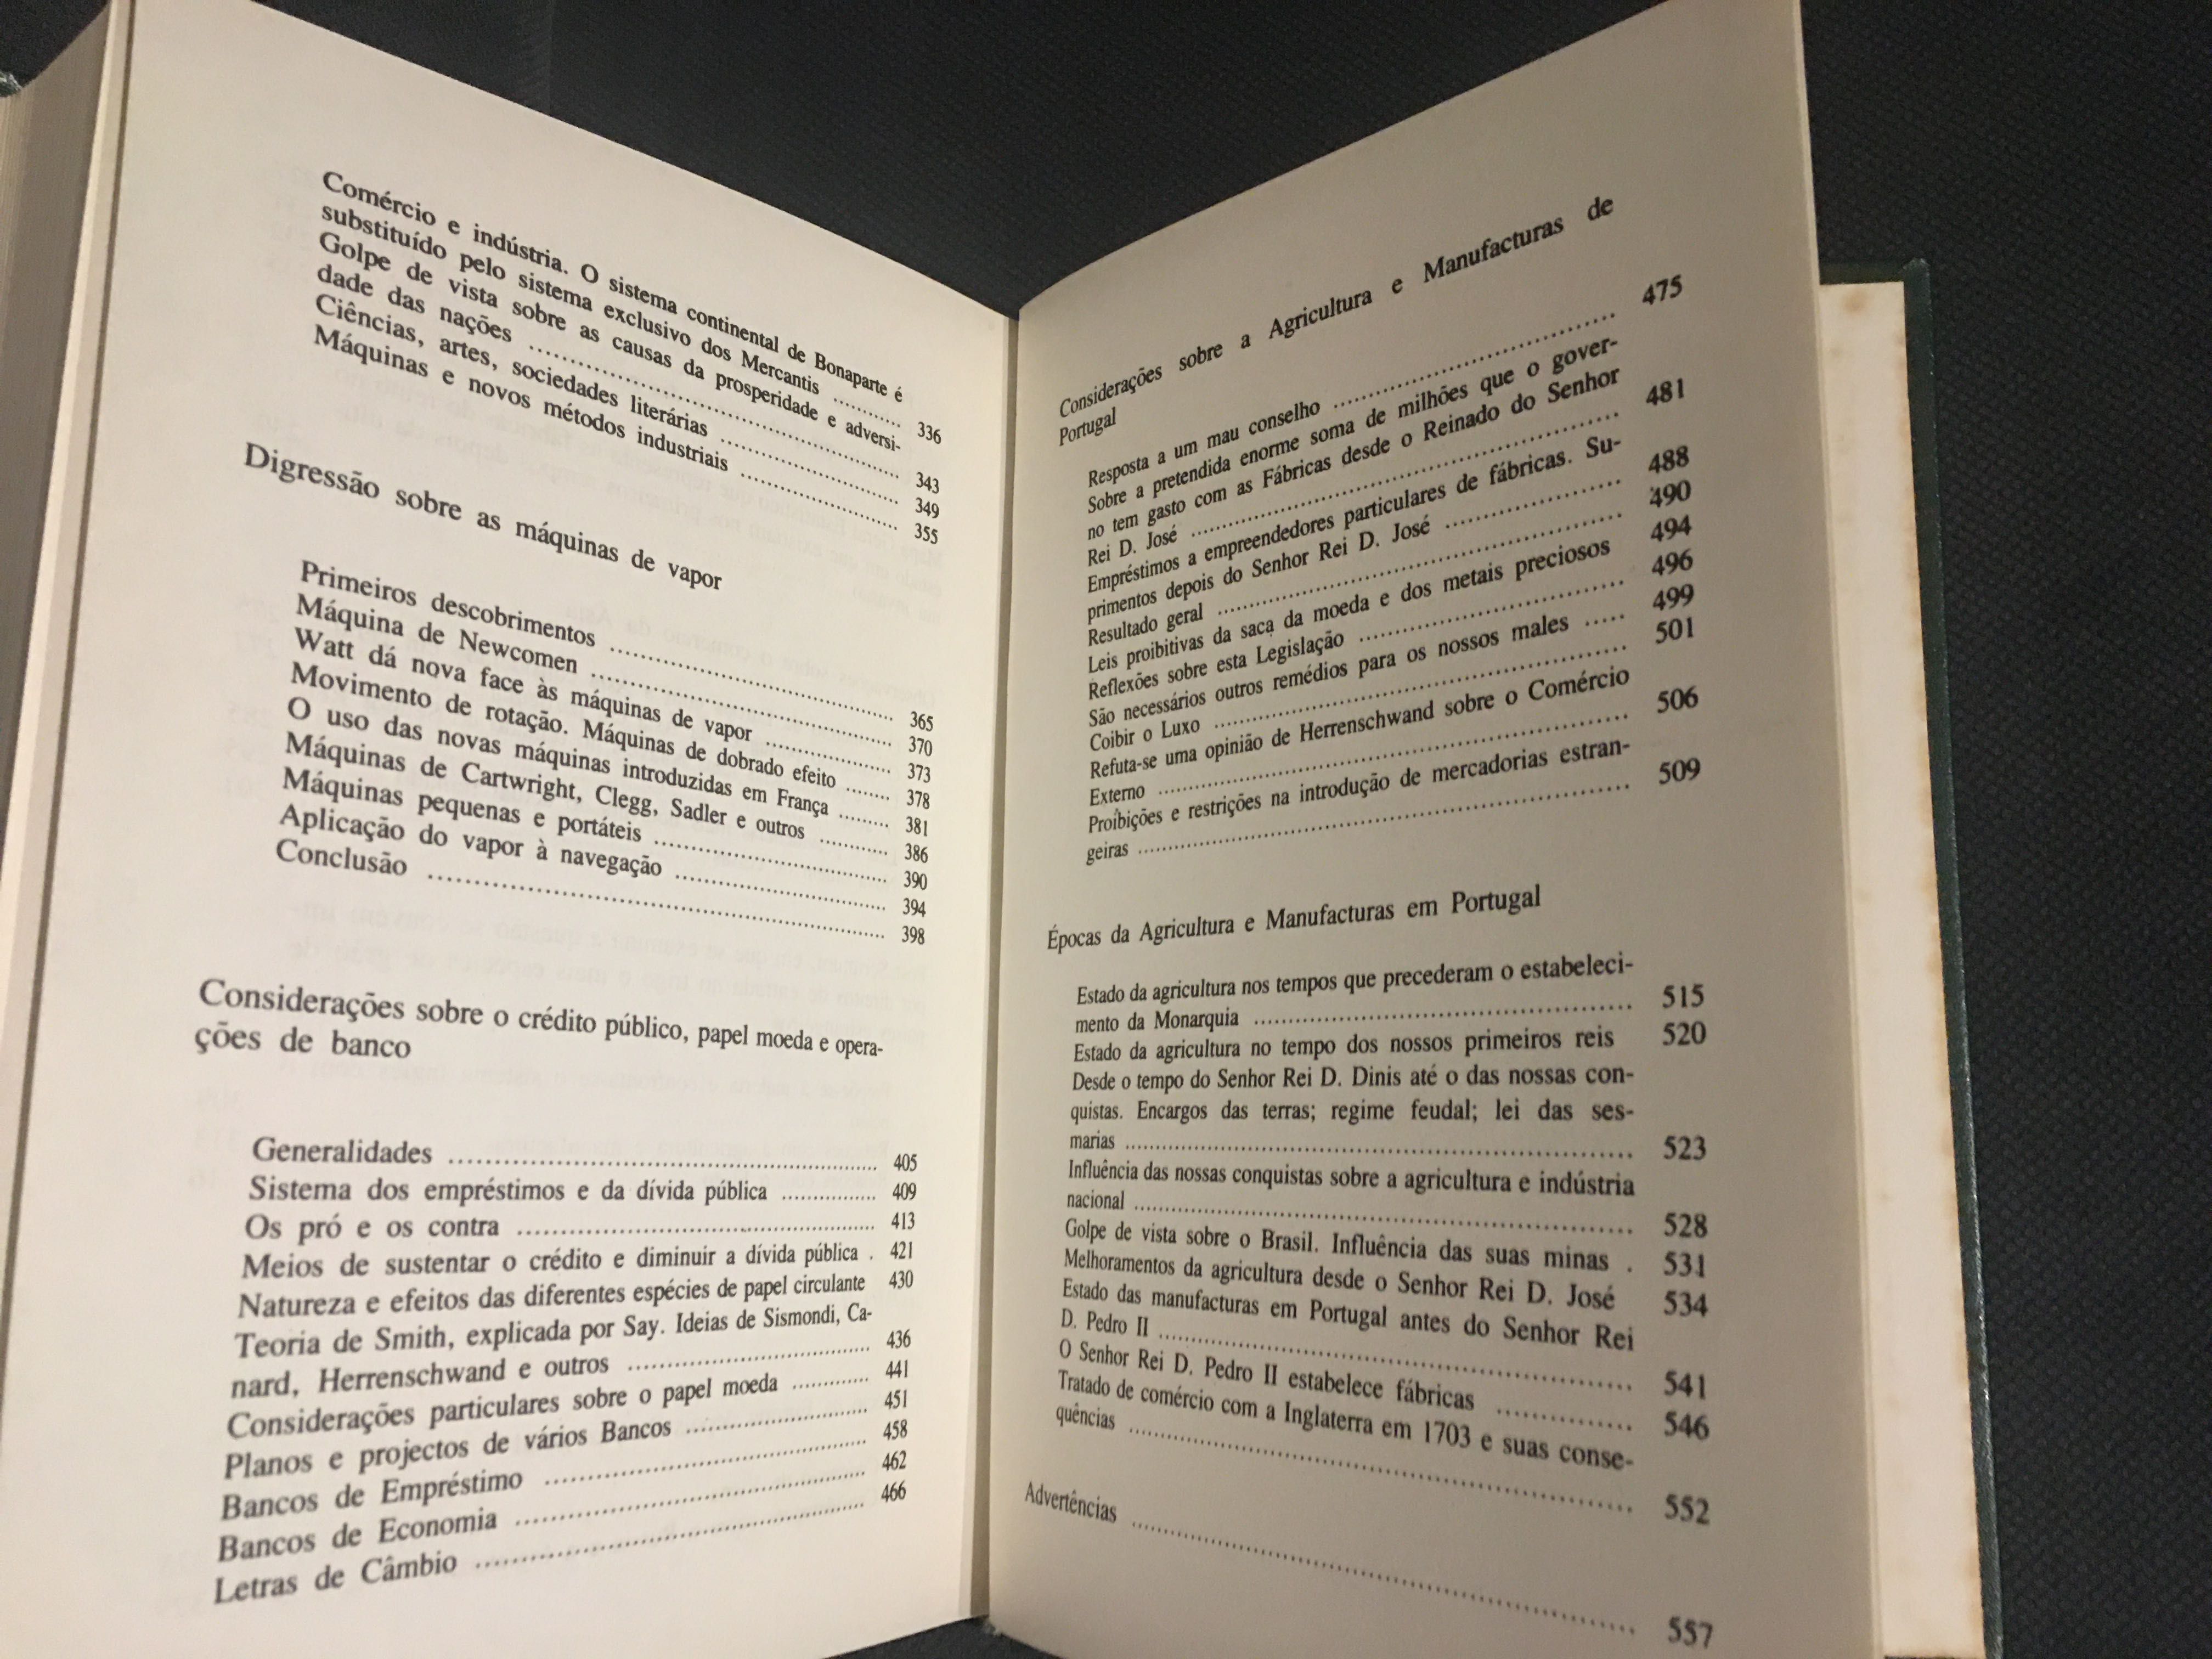 Comércio e indústria. O sistema continental de Bonaparte é
substituído pelo sistema exclusivo dos Mercantis .......... 336
Golpe de vista sobre as causas da prosperidade e adversi-
dade das nações .......... 343
Ciências, artes, sociedades literárias .......... 349
Máquinas e novos métodos industriais .......... 355
Digressão sobre as máquinas de vapor
Primeiros descobrimentos .......... 365
Máquina de Newcomen .......... 370
Watt dá nova face às máquinas de vapor .......... 373
Movimento de rotação. Máquinas de dobrado efeito ........ 378
O uso das novas máquinas introduzidas em França ........ 381
Máquinas de Cartwright, Clegg, Sadler e outros .......... 386
Máquinas pequenas e portáteis .......... 390
Aplicação do vapor à navegação .......... 394
Conclusão .......... 398
Considerações sobre o crédito público, papel moeda e opera-
ções de banco
Generalidades .......... 405
Sistema dos empréstimos e da dívida pública .......... 409
Os pró e os contra .......... 413
Meios de sustentar o crédito e diminuir a dívida pública . 421
Natureza e efeitos das diferentes espécies de papel circulante 430
Teoria de Smith, explicada por Say. Ideias de Sismondi, Ca-
nard, Herrenschwand e outros .......... 436
Considerações particulares sobre o papel moeda .......... 441
Planos e projectos de vários Bancos .......... 451
Bancos de Empréstimo .......... 458
Bancos de Economia .......... 462
Letras de Câmbio .......... 466
Considerações sobre a Agricultura e Manufacturas de
Portugal
Resposta a um mau conselho .......... 475
Sobre a pretendida enorme soma de milhões que o gover-
no tem gasto com as Fábricas desde o Reinado do Senhor
Rei D. José .......... 481
Empréstimos a empreendedores particulares de fábricas. Su-
primentos depois do Senhor Rei D. José .......... 488
Resultado geral .......... 490
Leis proibitivas da saca da moeda e dos metais preciosos 494
Reflexões sobre esta Legislação .......... 496
São necessários outros remédios para os nossos males ..... 499
Coibir o Luxo .......... 501
Refuta-se uma opinião de Herrenschwand sobre o Comércio
Externo .......... 506
Proibições e restrições na introdução de mercadorias estran-
geiras .......... 509
Épocas da Agricultura e Manufacturas em Portugal
Estado da agricultura nos tempos que precederam o estabeleci-
mento da Monarquia .......... 515
Estado da agricultura no tempo dos nossos primeiros reis 520
Desde o tempo do Senhor Rei D. Dinis até o das nossas con-
quistas. Encargos das terras; regime feudal; lei das ses-
marias .......... 523
Influência das nossas conquistas sobre a agricultura e indústria
nacional .......... 528
Golpe de vista sobre o Brasil. Influência das suas minas . 531
Melhoramentos da agricultura desde o Senhor Rei D. José 534
Estado das manufacturas em Portugal antes do Senhor Rei
D. Pedro II .......... 541
O Senhor Rei D. Pedro II estabelece fábricas .......... 546
Tratado de comércio com a Inglaterra em 1703 e suas conse-
quências .......... 552
Advertências .......... 557